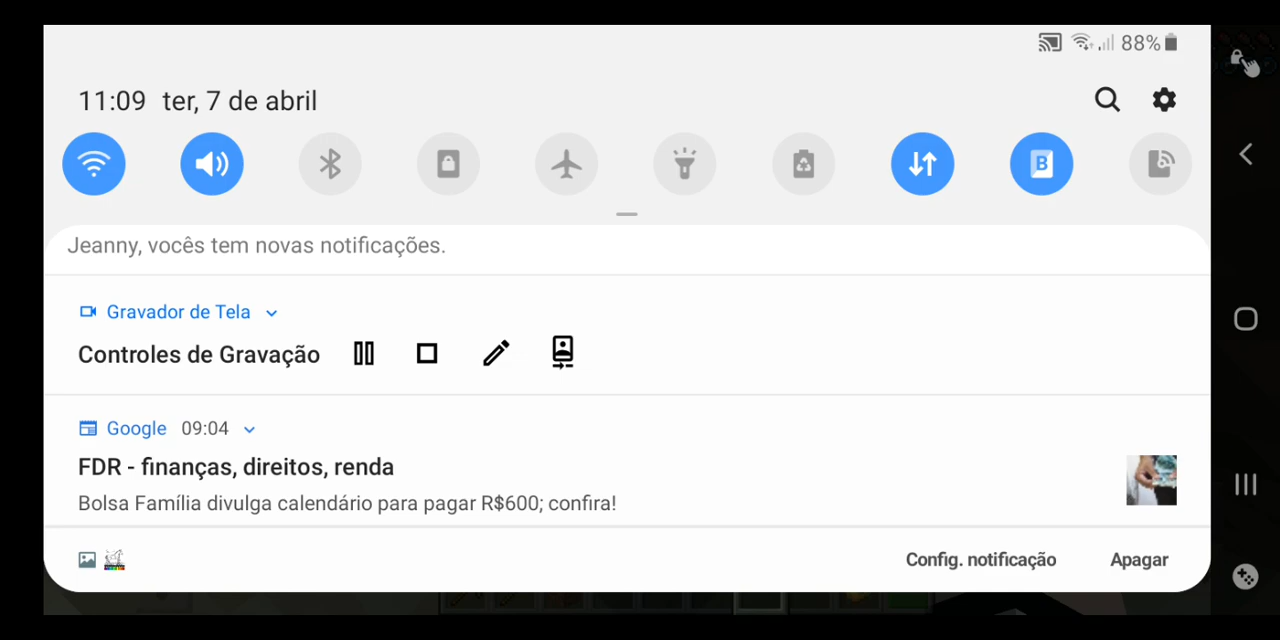 88%
11:09 ter, 7 de abril
B
Jeanny, vocês tem novas notificações.
Gravador de Tela
Controles de Gravação
Google 09:04
FDR - finanças, direitos, renda
Bolsa Família divulga calendário para pagar R$600; confira!
Config. notificação Apagar